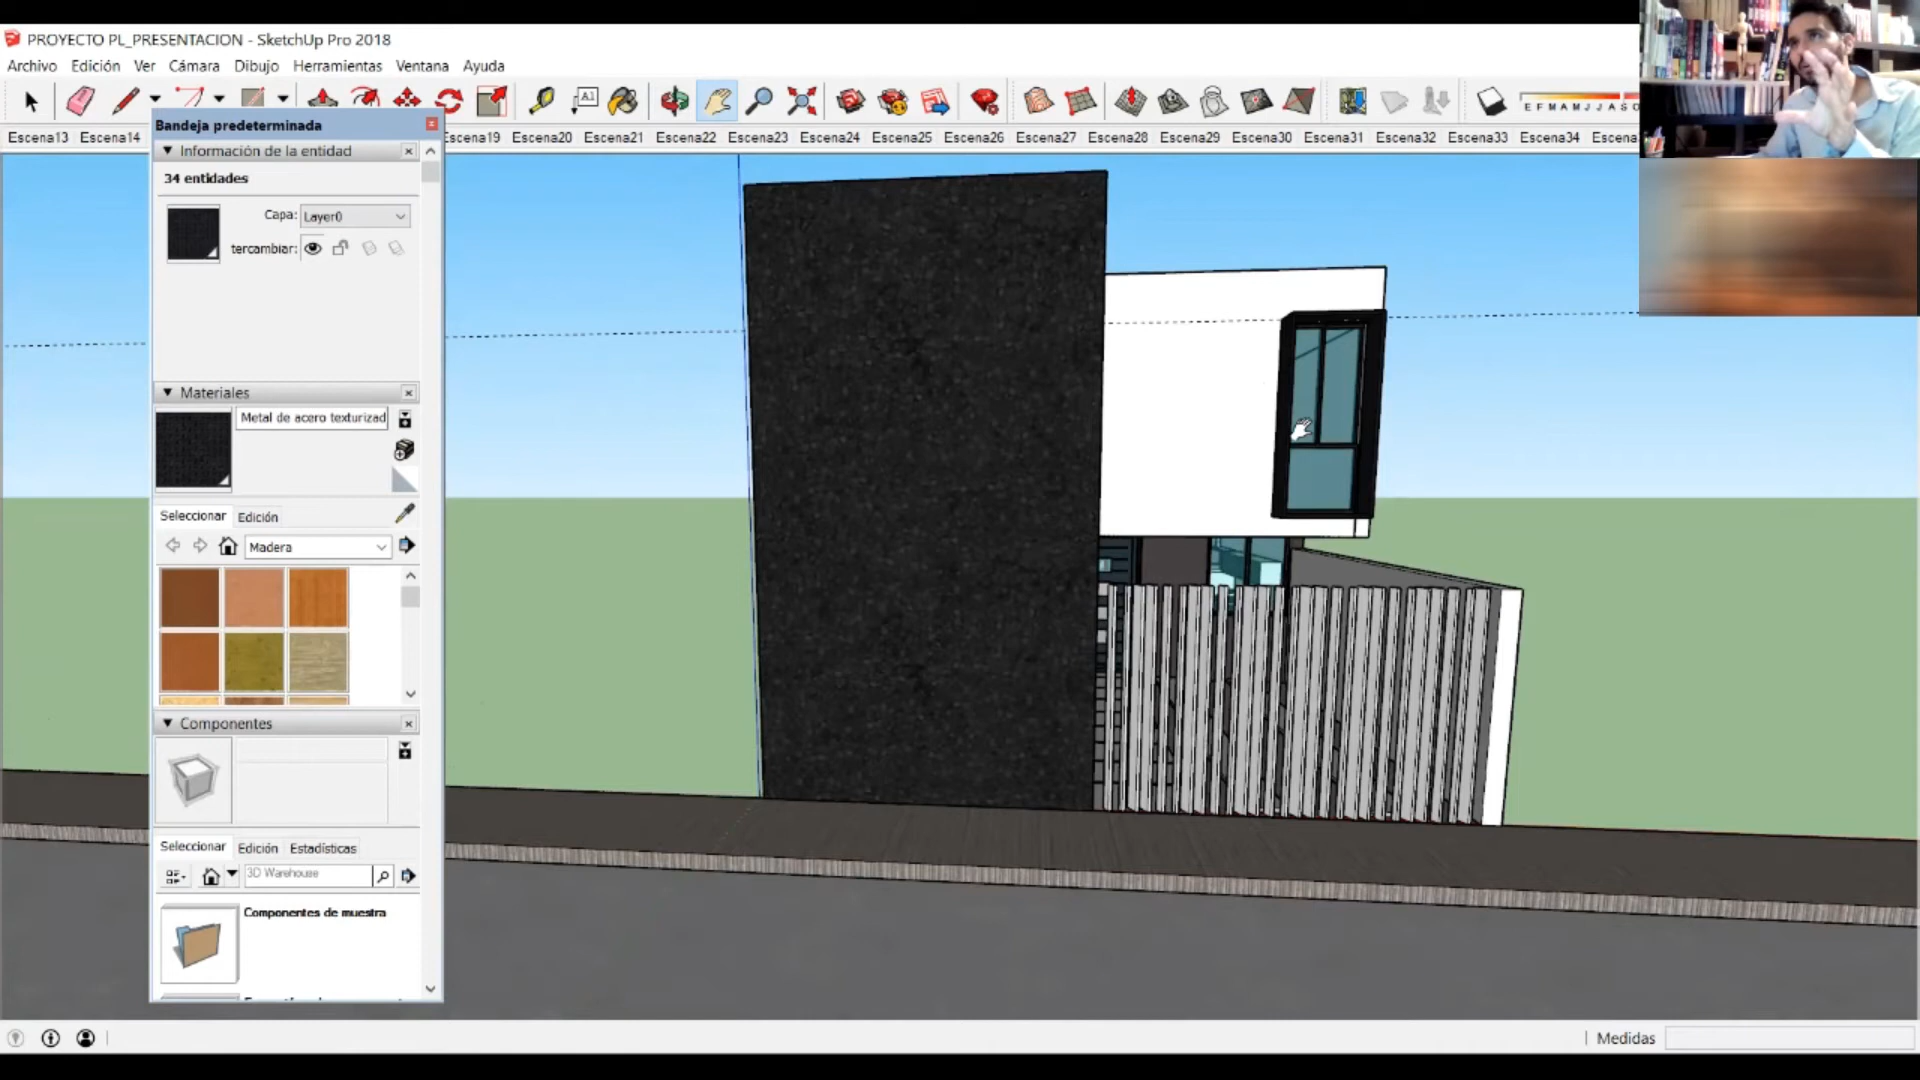 PROYECTO PL_PRESENTACION - SketchUp Pro 2018
Archivo Edición Ver Cámara Dibujo Herramientas Ventana Ayuda
A1
E F M A M J J A S O
Escena13 Escena14 Escena19 Escena20 Escena21 Escena22 Escena23 Escena24 Escena25 Escena26 Escena27 Escena28 Escena29 Escena30 Escena31 Escena32 Escena33 Escena34
Bandeja predeterminada
Información de la entidad
34 entidades
Capa: Layer0
tercambiar:
Materiales
Metal de acero texturizad
Seleccionar Edición
Madera
Componentes
Seleccionar Edición Estadísticas
3D Warehouse
Componentes de muestra
Medidas